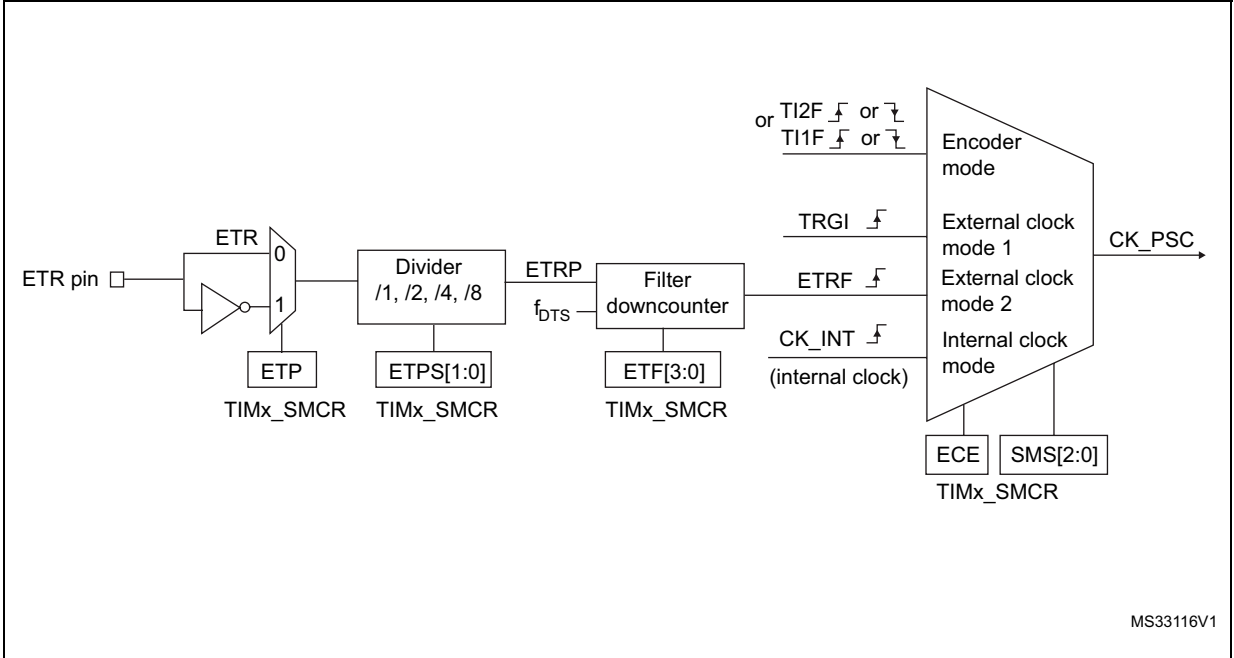 or TI2F or
TI1F or
Encoder
mode
TRGI
External clock
mode 1
CK_PSC
ETR
0
ETR pin
1
Divider
/1, /2, /4, /8
ETRP
fDTS
Filter
downcounter
ETRF
External clock
mode 2
CK_INT
(internal clock)
Internal clock
mode
ETP
TIMx_SMCR
ETPS[1:0]
TIMx_SMCR
ETF[3:0]
TIMx_SMCR
ECE
SMS[2:0]
TIMx_SMCR
MS33116V1